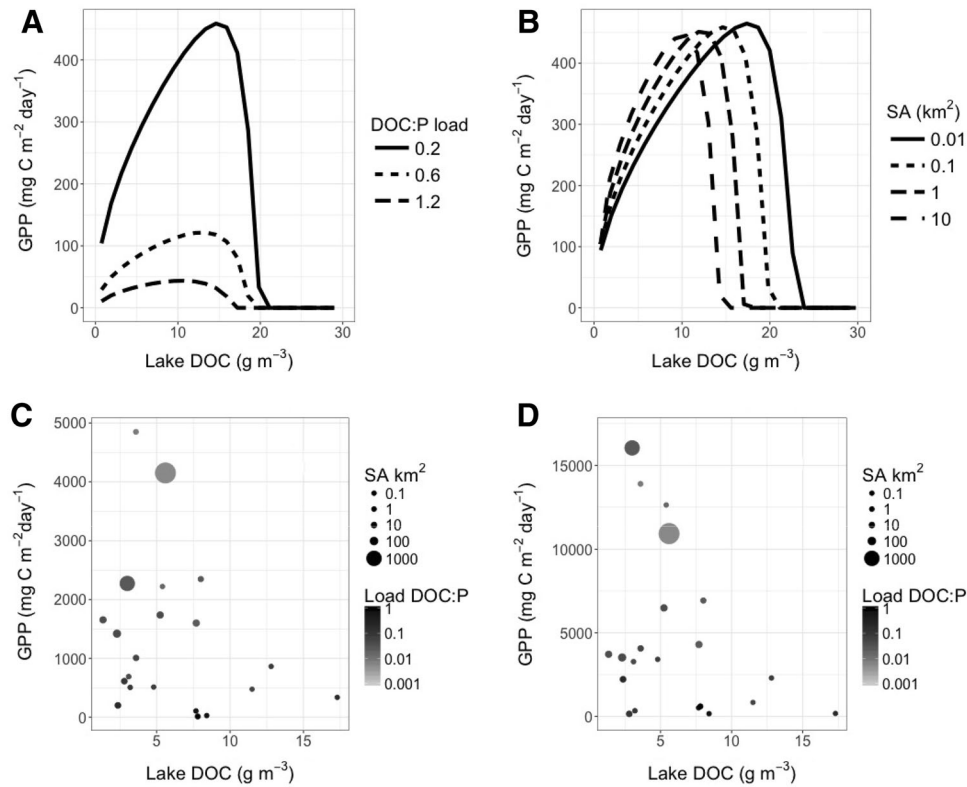 A
GPP (mg C m−2 day−1)
400
300
200
100
0
0 10 20 30
Lake DOC (g m−3)
DOC:P load
0.2
0.6
1.2
B
GPP (mg C m−2 day−1)
400
300
200
100
0
0 10 20 30
Lake DOC (g m−3)
SA (km2)
0.01
0.1
1
10
C
GPP (mg C m−2day−1)
5000
4000
3000
2000
1000
0
5 10 15
Lake DOC (g m−3)
SA km2
0.1
1
10
100
1000
Load DOC:P
1
0.1
0.01
0.001
D
GPP (mg C m−2 day−1)
15000
10000
5000
0
5 10 15
Lake DOC (g m−3)
SA km2
0.1
1
10
100
1000
Load DOC:P
1
0.1
0.01
0.001